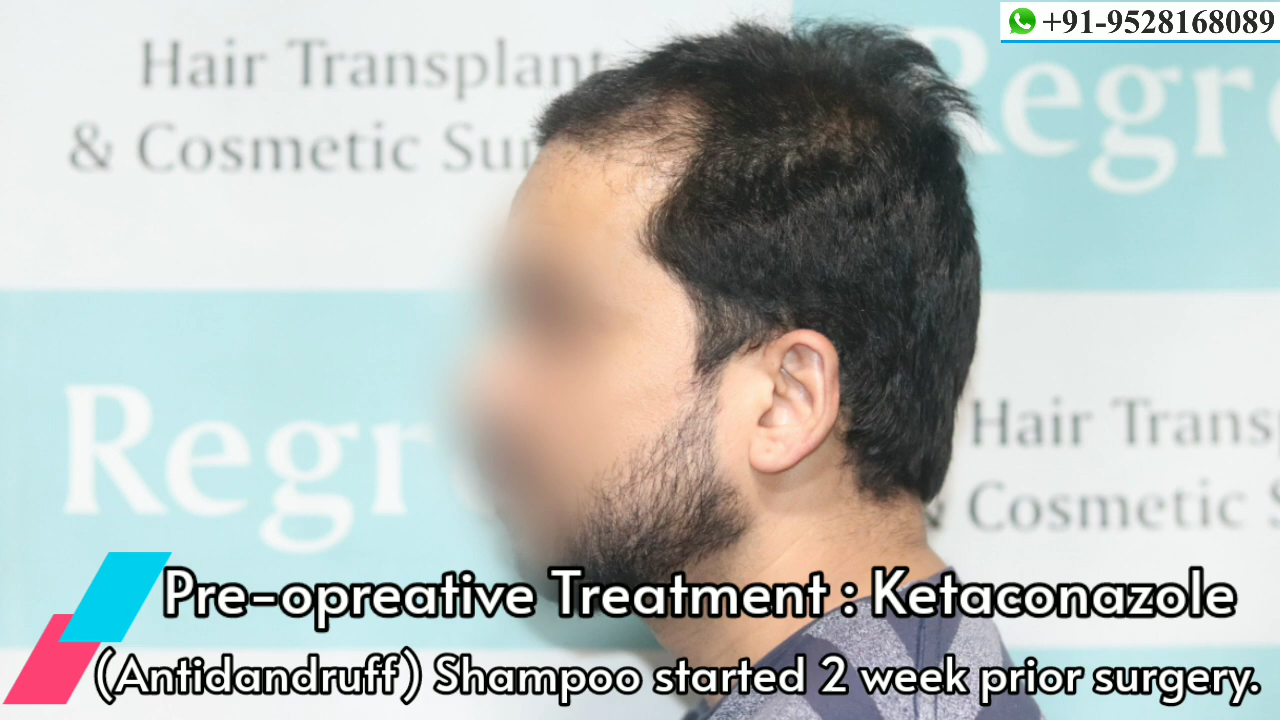 +91-9528168089
Hair Transplant
& Cosmetic Sur
Regr
Regr
Hair Trans
Cosmetic S
Pre-opreative Treatment : Ketaconazole
(Antidandruff) Shampoo started 2 week prior surgery.